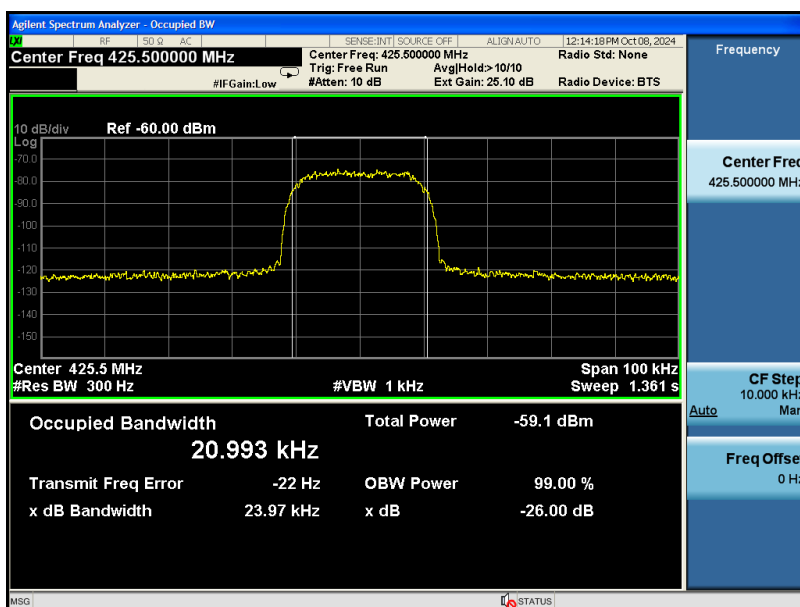 Agilent Spectrum Analyzer - Occupied BW
LXI RF 50 Ω AC SENSE:INT SOURCE OFF ALIGN AUTO 12:14:18 PM Oct 08, 2024
Center Freq 425.500000 MHz Center Freq: 425.500000 MHz Radio Std: None
Trig: Free Run Avg|Hold:>10/10
#IFGain:Low #Atten: 10 dB Ext Gain: 25.10 dB Radio Device: BTS
Frequency
10 dB/div Ref -60.00 dBm
Log
-70.0
-80.0
-90.0
-100
-110
-120
-130
-140
-150
Center Freq
425.500000 MHz
Center 425.5 MHz Span 100 kHz
#Res BW 300 Hz #VBW 1 kHz Sweep 1.361 s
CF Step
10.000 kHz
Auto Man
Occupied Bandwidth Total Power -59.1 dBm
20.993 kHz
Transmit Freq Error -22 Hz OBW Power 99.00 %
x dB Bandwidth 23.97 kHz x dB -26.00 dB
Freq Offset
0 Hz
MSG STATUS